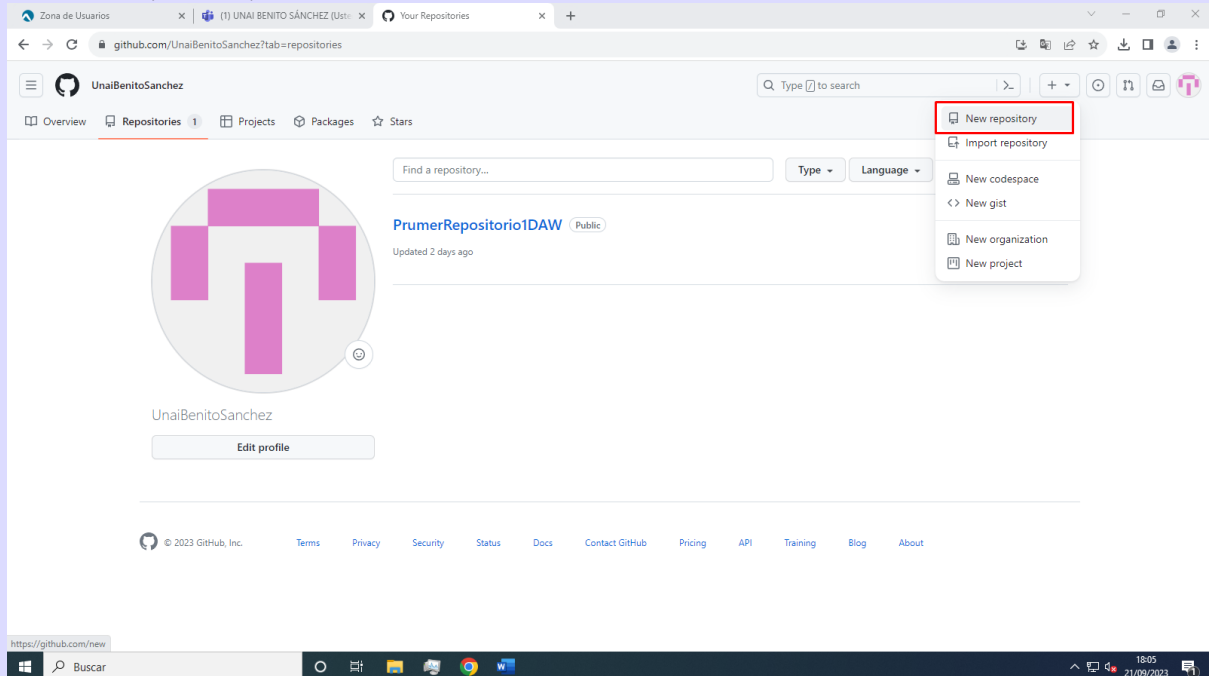 Zona de Usuarios
(1) UNAI BENITO SÁNCHEZ (Uste
Your Repositories
github.com/UnaiBenitoSanchez?tab=repositories
UnaiBenitoSanchez
Type / to search
Overview
Repositories 1
Projects
Packages
Stars
New repository
Import repository
New codespace
New gist
New organization
New project
Find a repository...
Type
Language
PrumerRepositorio1DAW Public
Updated 2 days ago
UnaiBenitoSanchez
Edit profile
© 2023 GitHub, Inc. Terms Privacy Security Status Docs Contact GitHub Pricing API Training Blog About
https://github.com/new
Buscar
18:05
21/09/2023
1